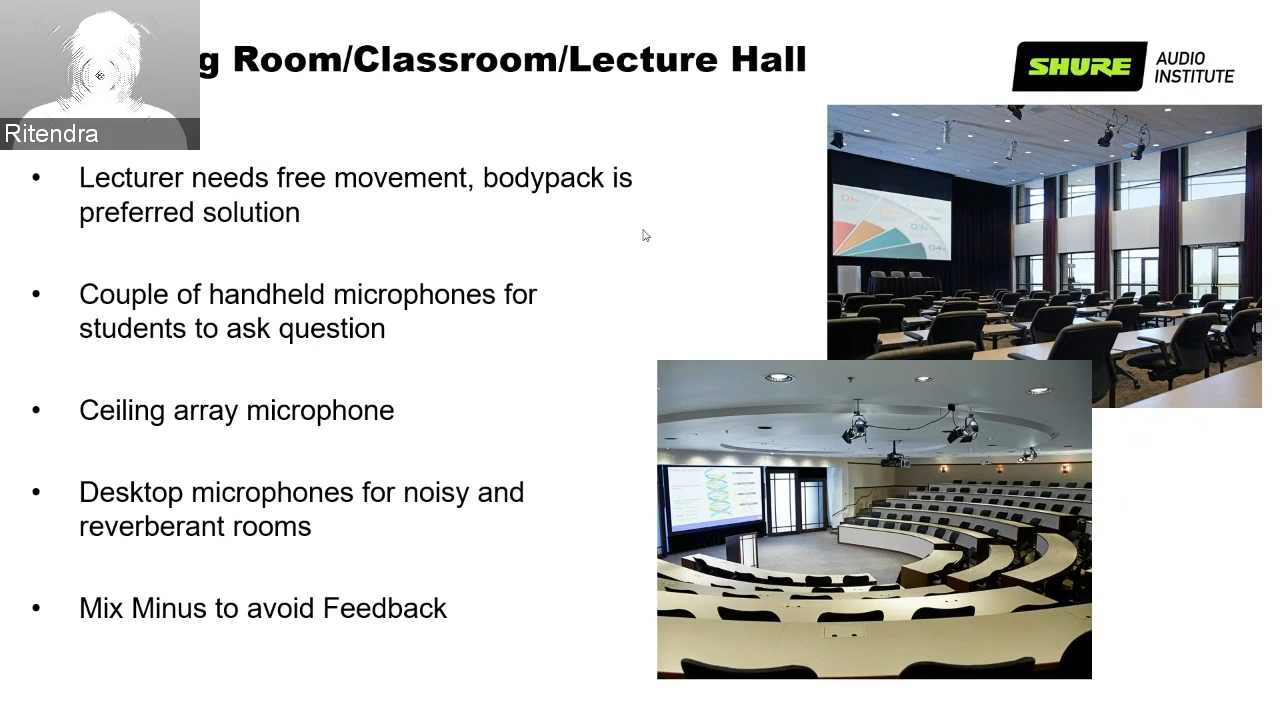 g Room/Classroom/Lecture Hall
SHURE
AUDIO
INSTITUTE
Ritendra
• Lecturer needs free movement, bodypack is
preferred solution
• Couple of handheld microphones for
students to ask question
• Ceiling array microphone
• Desktop microphones for noisy and
reverberant rooms
• Mix Minus to avoid Feedback